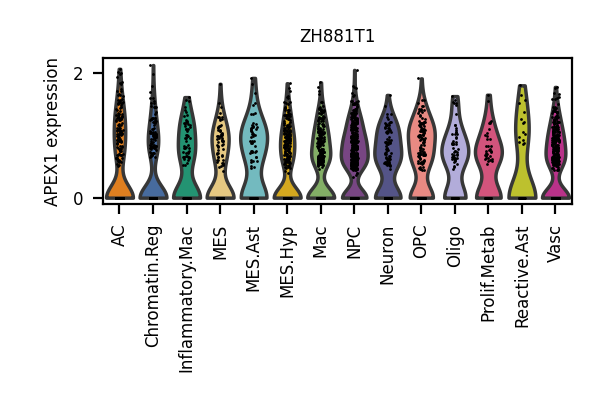 ZH881T1
APEX1 expression
2
0
AC
Chromatin.Reg
Inflammatory.Mac
MES
MES.Ast
MES.Hyp
Mac
NPC
Neuron
OPC
Oligo
Prolif.Metab
Reactive.Ast
Vasc